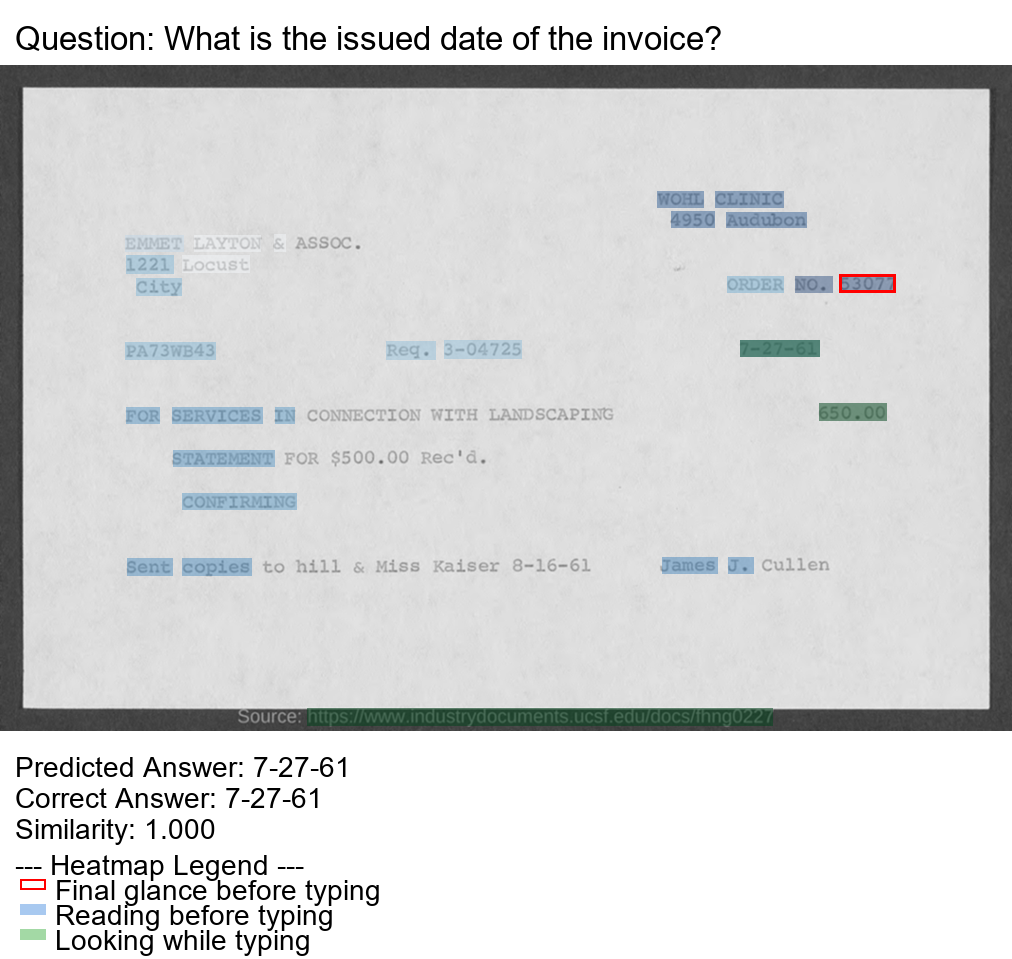 Question: What is the issued date of the invoice?
WOHL CLINIC
4950 Audubon
EMMET LAYTON & ASSOC.
1221 Locust
City
ORDER NO. 53077
PA73WB43 Req. 3-04725 7-27-61
FOR SERVICES IN CONNECTION WITH LANDSCAPING 650.00
STATEMENT FOR $500.00 Rec'd.
CONFIRMING
Sent copies to hill & Miss Kaiser 8-16-61 James J. Cullen
Source: https://www.industrydocuments.ucsf.edu/docs/fhng0227
Predicted Answer: 7-27-61
Correct Answer: 7-27-61
Similarity: 1.000
--- Heatmap Legend ---
Final glance before typing
Reading before typing
Looking while typing